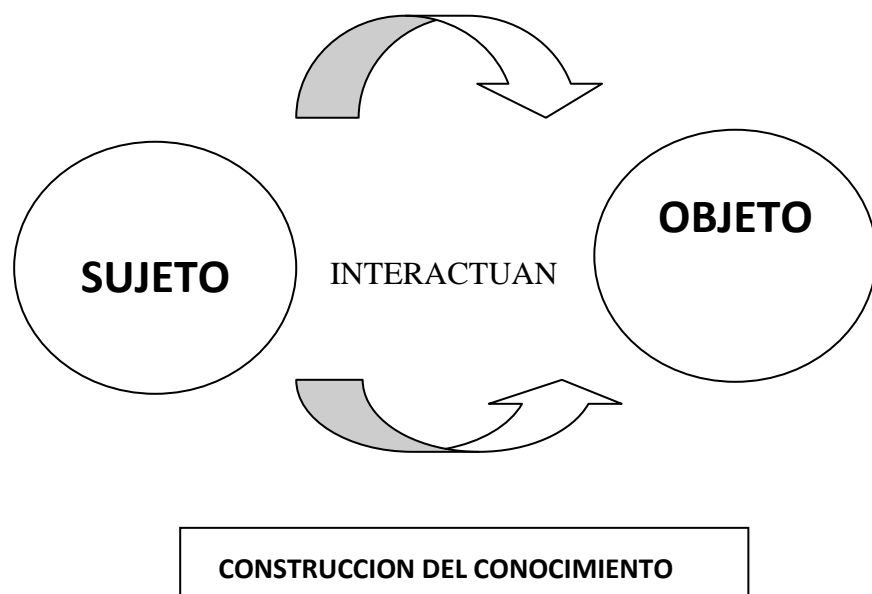 SUJETO
INTERACTUAN
OBJETO
CONSTRUCCION DEL CONOCIMIENTO